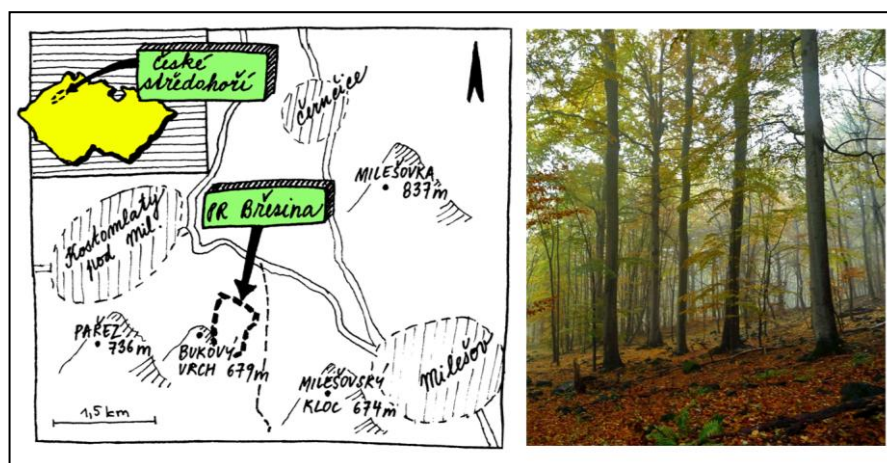 České
středohoří
Černčice
MILEŠOVKA
837m
PR Březina
Kostomlaty
pod Mil.
PAŘEZ
736m
BUKOVÝ
VRCH 679m
MILEŠOVSKÝ
KLOC 674m
Milešov
1,5 km